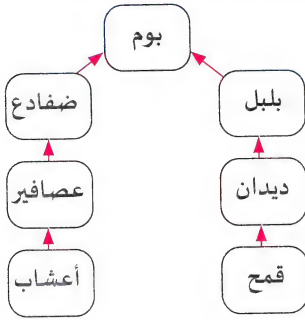 بوم
بلبل
ضفادع
ديدان
عصافير
قمح
أعشاب